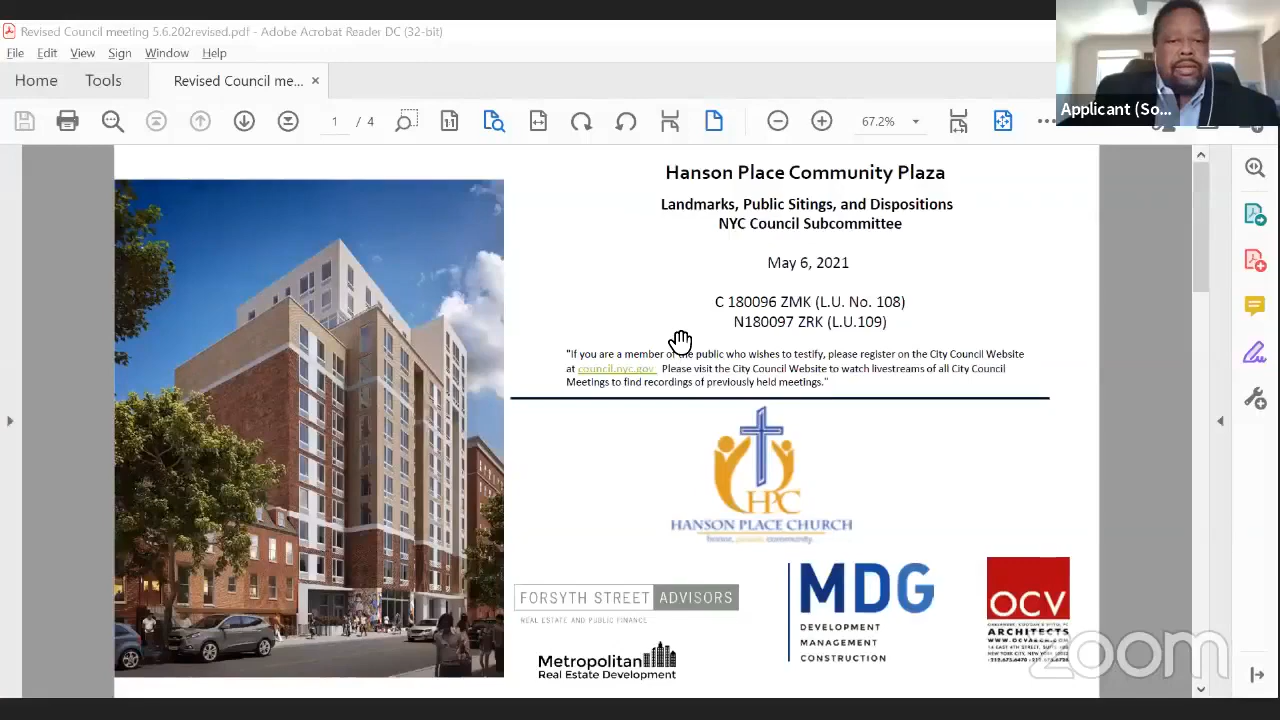 Revised Council meeting 5.6.202revised.pdf - Adobe Acrobat Reader DC (32-bit)
File Edit View Sign Window Help
Home Tools Revised Council me... ×
1 / 4 67.2%
Applicant (So...
Hanson Place Community Plaza
Landmarks, Public Sitings, and Dispositions
NYC Council Subcommittee
May 6, 2021
C 180096 ZMK (L.U. No. 108)
N180097 ZRK (L.U.109)
"If you are a member of the public who wishes to testify, please register on the City Council Website
at council.nyc.gov Please visit the City Council Website to watch livestreams of all City Council
Meetings to find recordings of previously held meetings."
HPC
HANSON PLACE CHURCH
FORSYTH STREET ADVISORS
REAL ESTATE AND PUBLIC FINANCE
Metropolitan
Real Estate Development
MDG
DEVELOPMENT
MANAGEMENT
CONSTRUCTION
OCV
ARCHITECTS
zoom